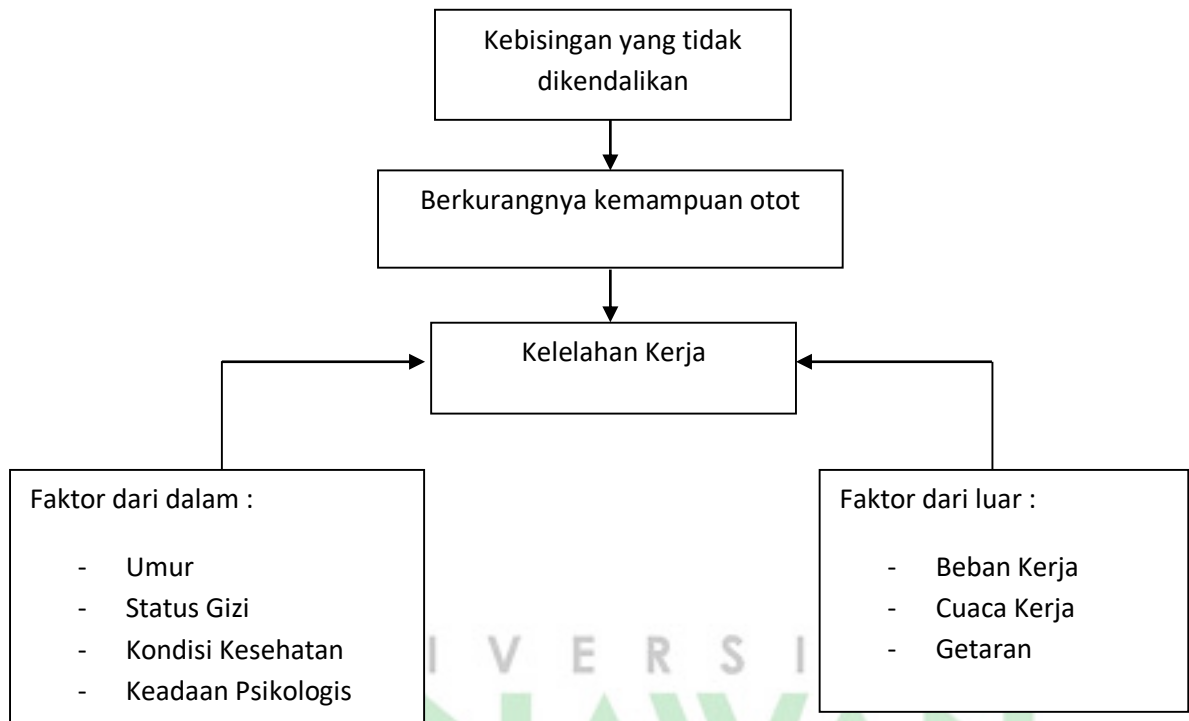 Kebisingan yang tidak
dikendalikan
Berkurangnya kemampuan otot
Kelelahan Kerja
Faktor dari dalam :
- Umur
- Status Gizi
- Kondisi Kesehatan
- Keadaan Psikologis
Faktor dari luar :
- Beban Kerja
- Cuaca Kerja
- Getaran